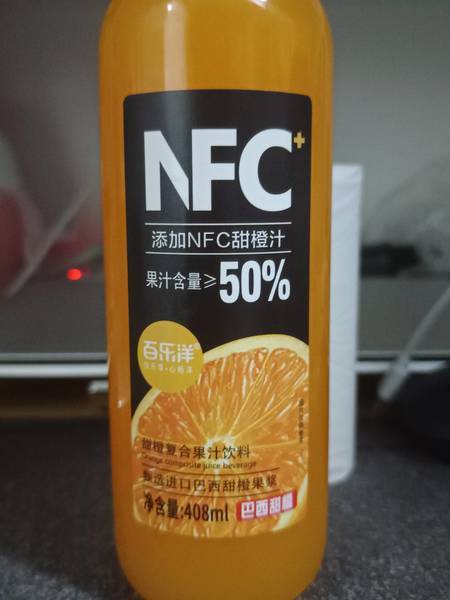 NFC+
添加NFC甜橙汁
果汁含量≥50%
百乐洋
甜橙复合果汁饮料
Orange composite juice beverage
甄选进口巴西甜橙果浆
净含量:408ml
巴西甜橙